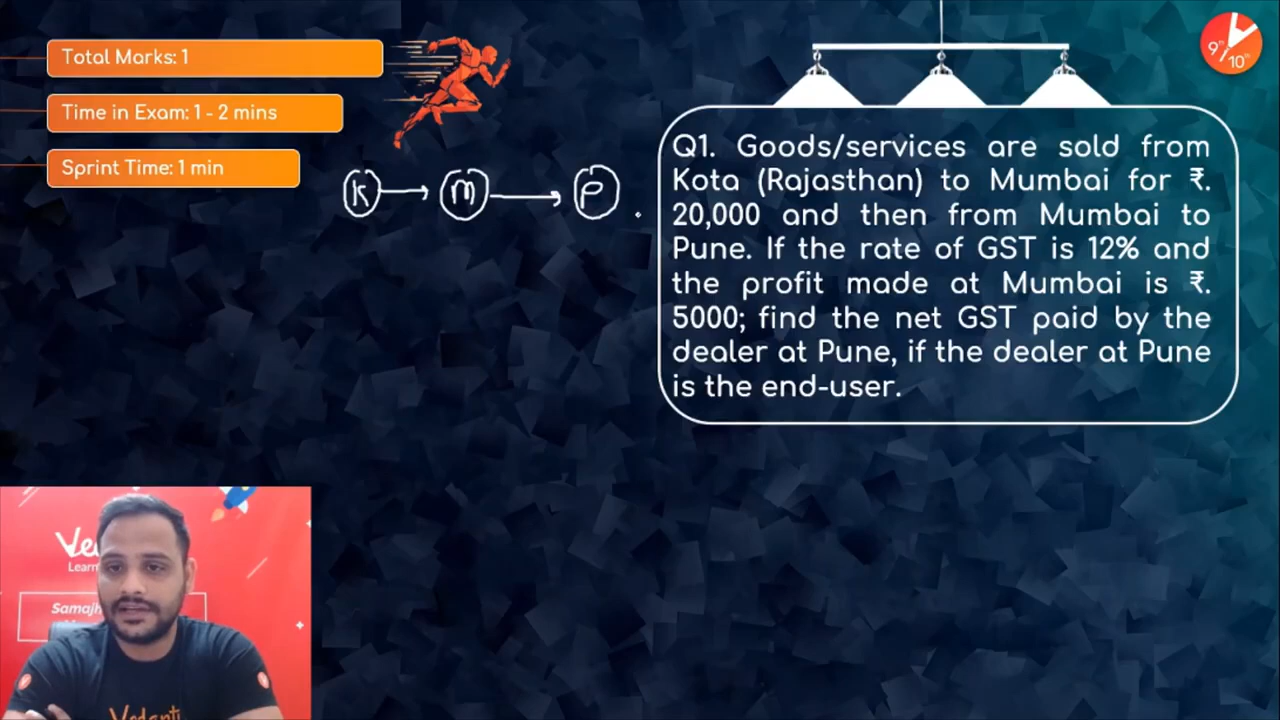 Total Marks: 1
Time in Exam: 1 - 2 mins
Sprint Time: 1 min
K → M → P
9th
10th
Q1. Goods/services are sold from
Kota (Rajasthan) to Mumbai for ₹.
20,000 and then from Mumbai to
Pune. If the rate of GST is 12% and
the profit made at Mumbai is ₹.
5000; find the net GST paid by the
dealer at Pune, if the dealer at Pune
is the end-user.